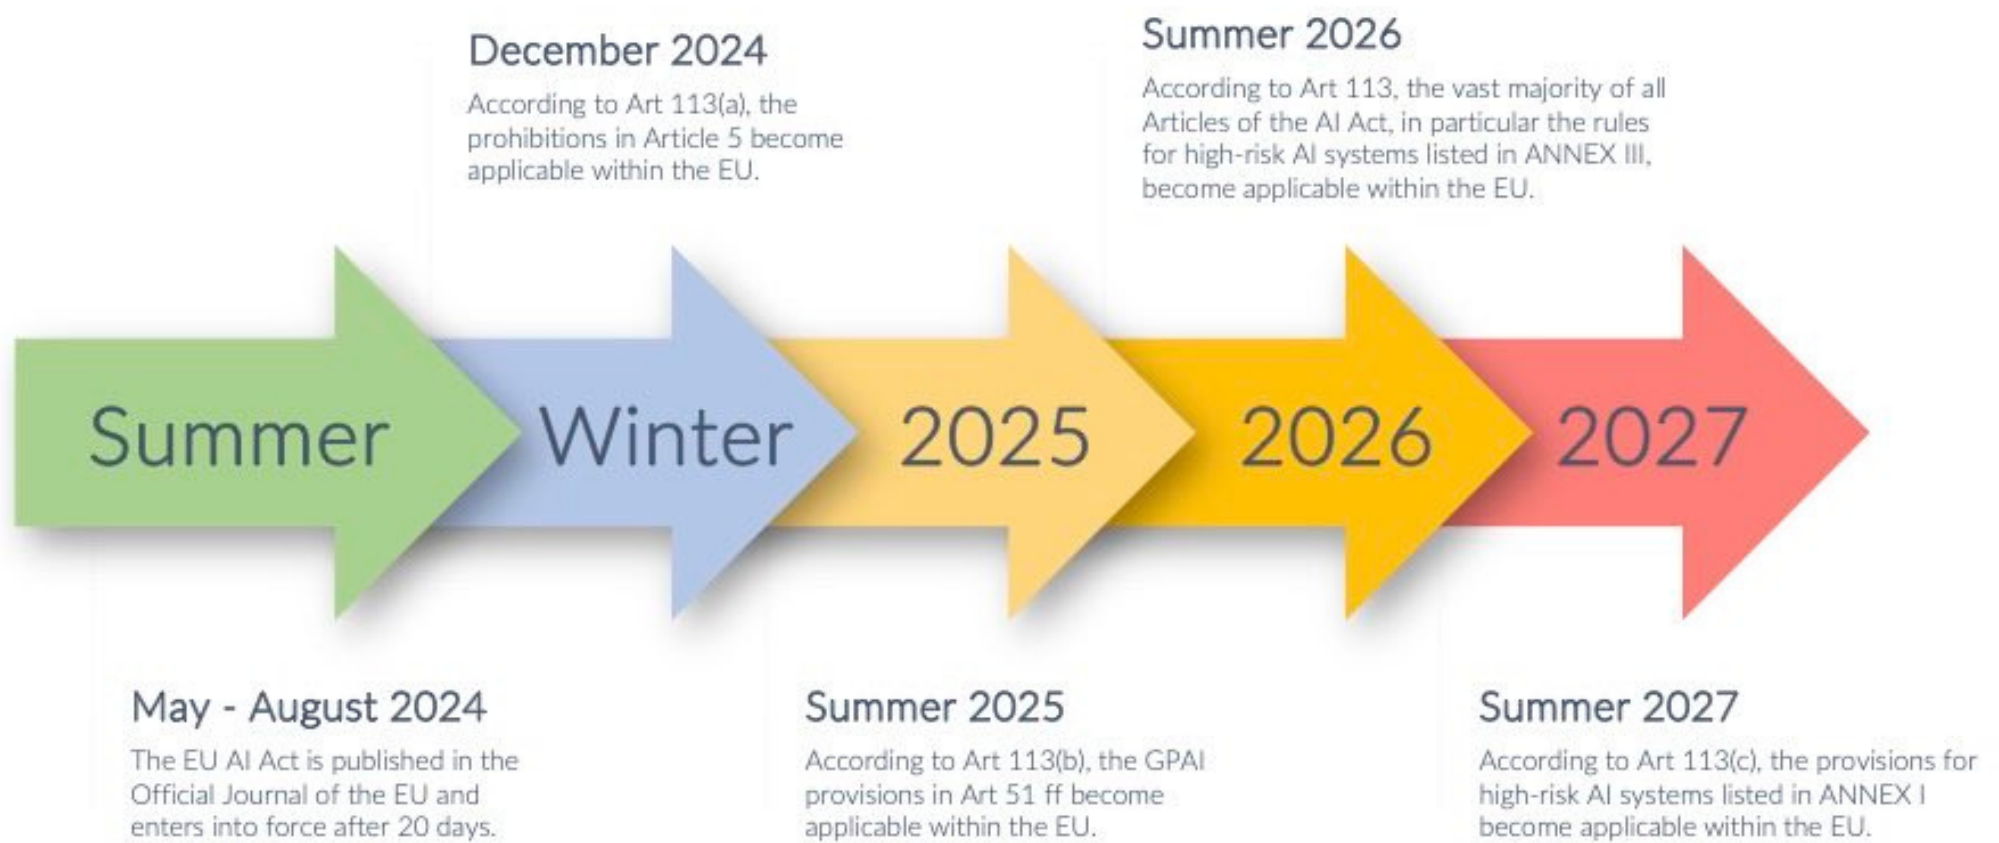 December 2024
According to Art 113(a), the
prohibitions in Article 5 become
applicable within the EU.
Summer 2026
According to Art 113, the vast majority of all
Articles of the AI Act, in particular the rules
for high-risk AI systems listed in ANNEX III,
become applicable within the EU.
Summer
Winter
2025
2026
2027
May - August 2024
The EU AI Act is published in the
Official Journal of the EU and
enters into force after 20 days.
Summer 2025
According to Art 113(b), the GPAI
provisions in Art 51 ff become
applicable within the EU.
Summer 2027
According to Art 113(c), the provisions for
high-risk AI systems listed in ANNEX I
become applicable within the EU.